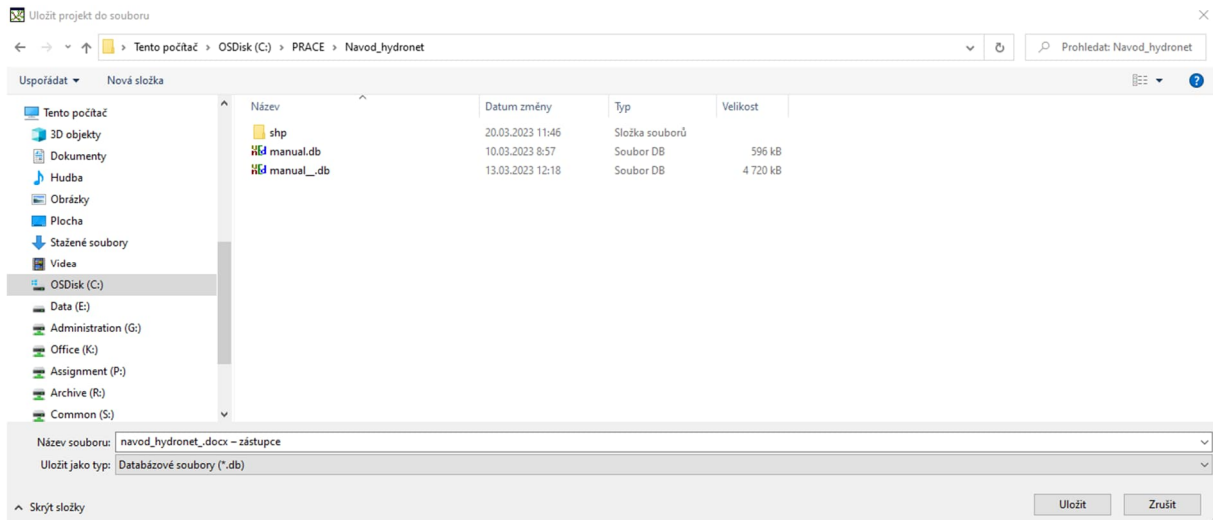 Uložit projekt do souboru
Tento počítač › OSDisk (C:) › PRACE › Navod_hydronet
Prohledat: Navod_hydronet
Uspořádat Nová složka
Tento počítač
3D objekty
Dokumenty
Hudba
Obrázky
Plocha
Stažené soubory
Videa
OSDisk (C:)
Data (E:)
Administration (G:)
Office (K:)
Assignment (P:)
Archive (R:)
Common (S:)
Název Datum změny Typ Velikost
shp 20.03.2023 11:46 Složka souborů
manual.db 10.03.2023 8:57 Soubor DB 596 kB
manual__.db 13.03.2023 12:18 Soubor DB 4 720 kB
Název souboru: navod_hydronet_.docx – zástupce
Uložit jako typ: Databázové soubory (*.db)
Skrýt složky
Uložit Zrušit